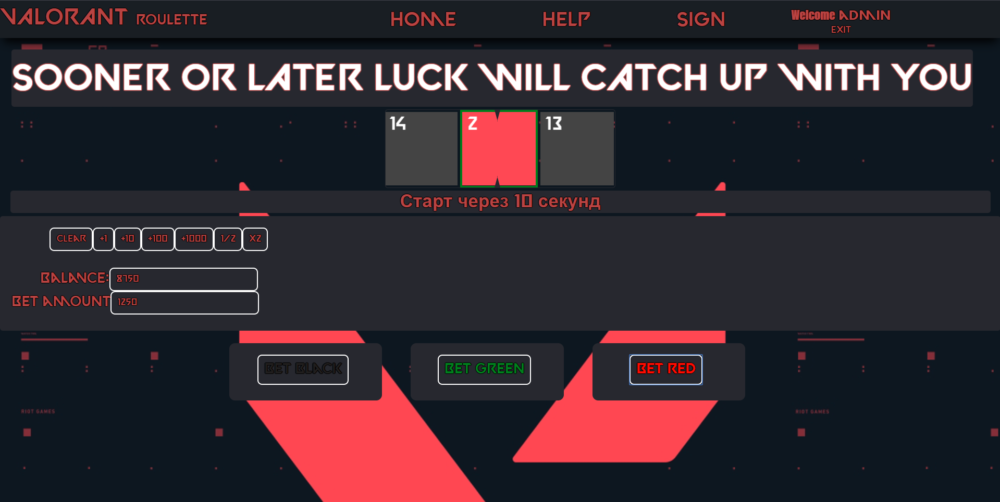 VALORANT ROULETTE HOME HELP SIGN Welcome ADMIN
EXIT
SOONER OR LATER LUCK WILL CATCH UP WITH YOU
14 2 13
Старт через 10 секунд
CLEAR +1 +10 +100 +1000 1/2 X2
BALANCE: 8750
BET AMOUNT 1250
BET BLACK BET GREEN BET RED
RIOT GAMES RIOT GAMES